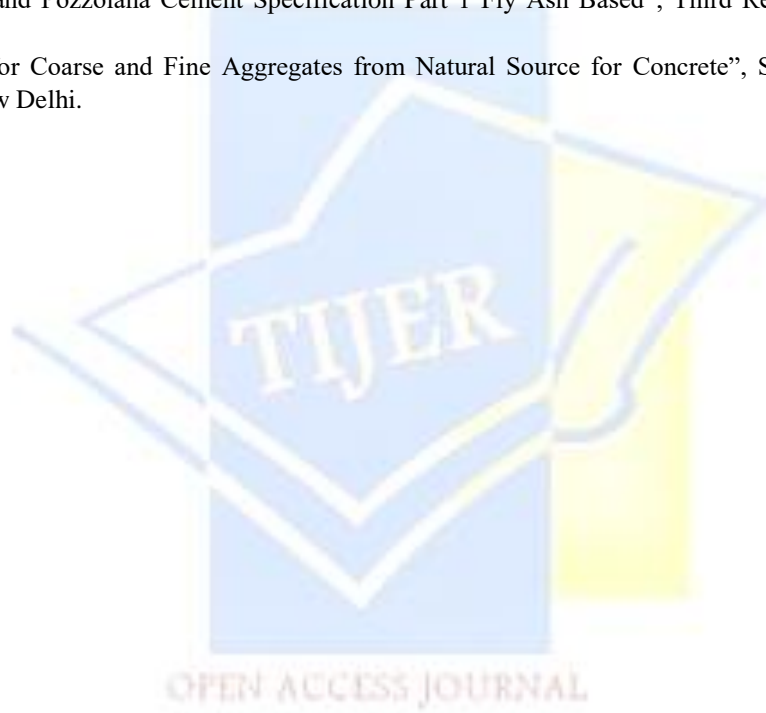 and Pozzolana Cement Specification Part 1 Fly Ash Based”, Third Re
or Coarse and Fine Aggregates from Natural Source for Concrete”, S
w Delhi.
TIJER
OPEN ACCESS JOURNAL